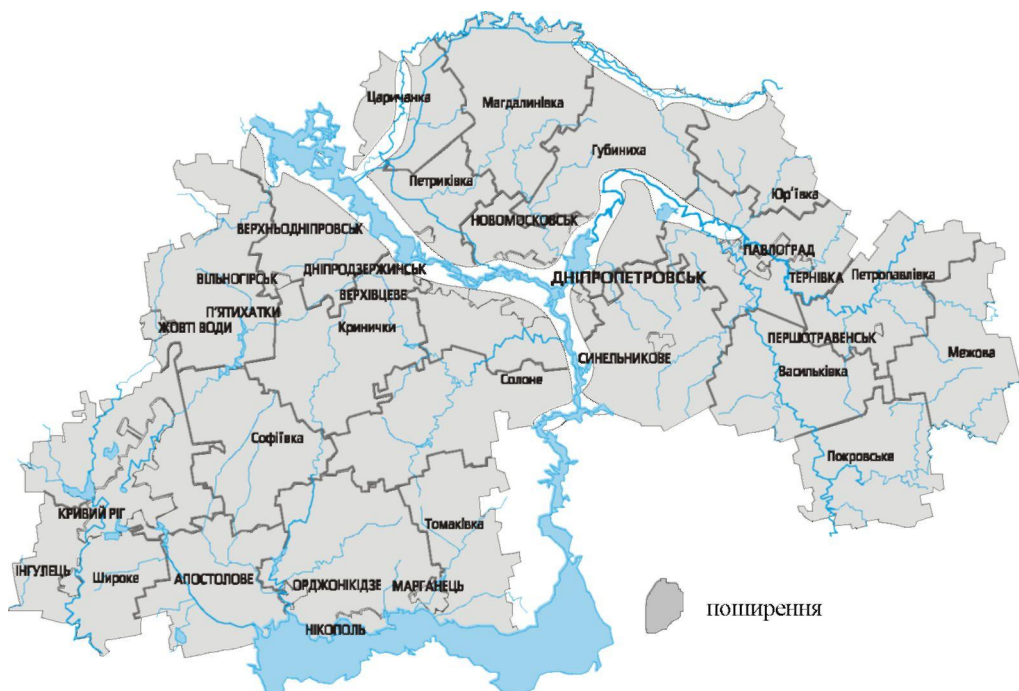 Царичанка
Магдалинівка
Губиниха
Петриківка
Юр'ївка
НОВОМОСКОВСЬК
ВЕРХНЬОДНІПРОВСЬК
ПАВЛОГРАД
ДНІПРОДЗЕРЖИНСЬК
ДНІПРОПЕТРОВСЬК
ТЕРНІВКА
Петропавлівка
ВІЛЬНОГІРСЬК
ВЕРХІВЦЕВЕ
П'ЯТИХАТКИ
ЖОВТІ ВОДИ
Кринички
ПЕРШОТРАВЕНСЬК
Межова
СИНЕЛЬНИКОВЕ
Солоне
Васильківка
Софіївка
Покровське
КРИВИЙ РІГ
Томаківка
ІНГУЛЕЦЬ
Широке
АПОСТОЛОВЕ
ОРДЖОНІКІДЗЕ
МАРГАНЕЦЬ
поширення
НІКОПОЛЬ